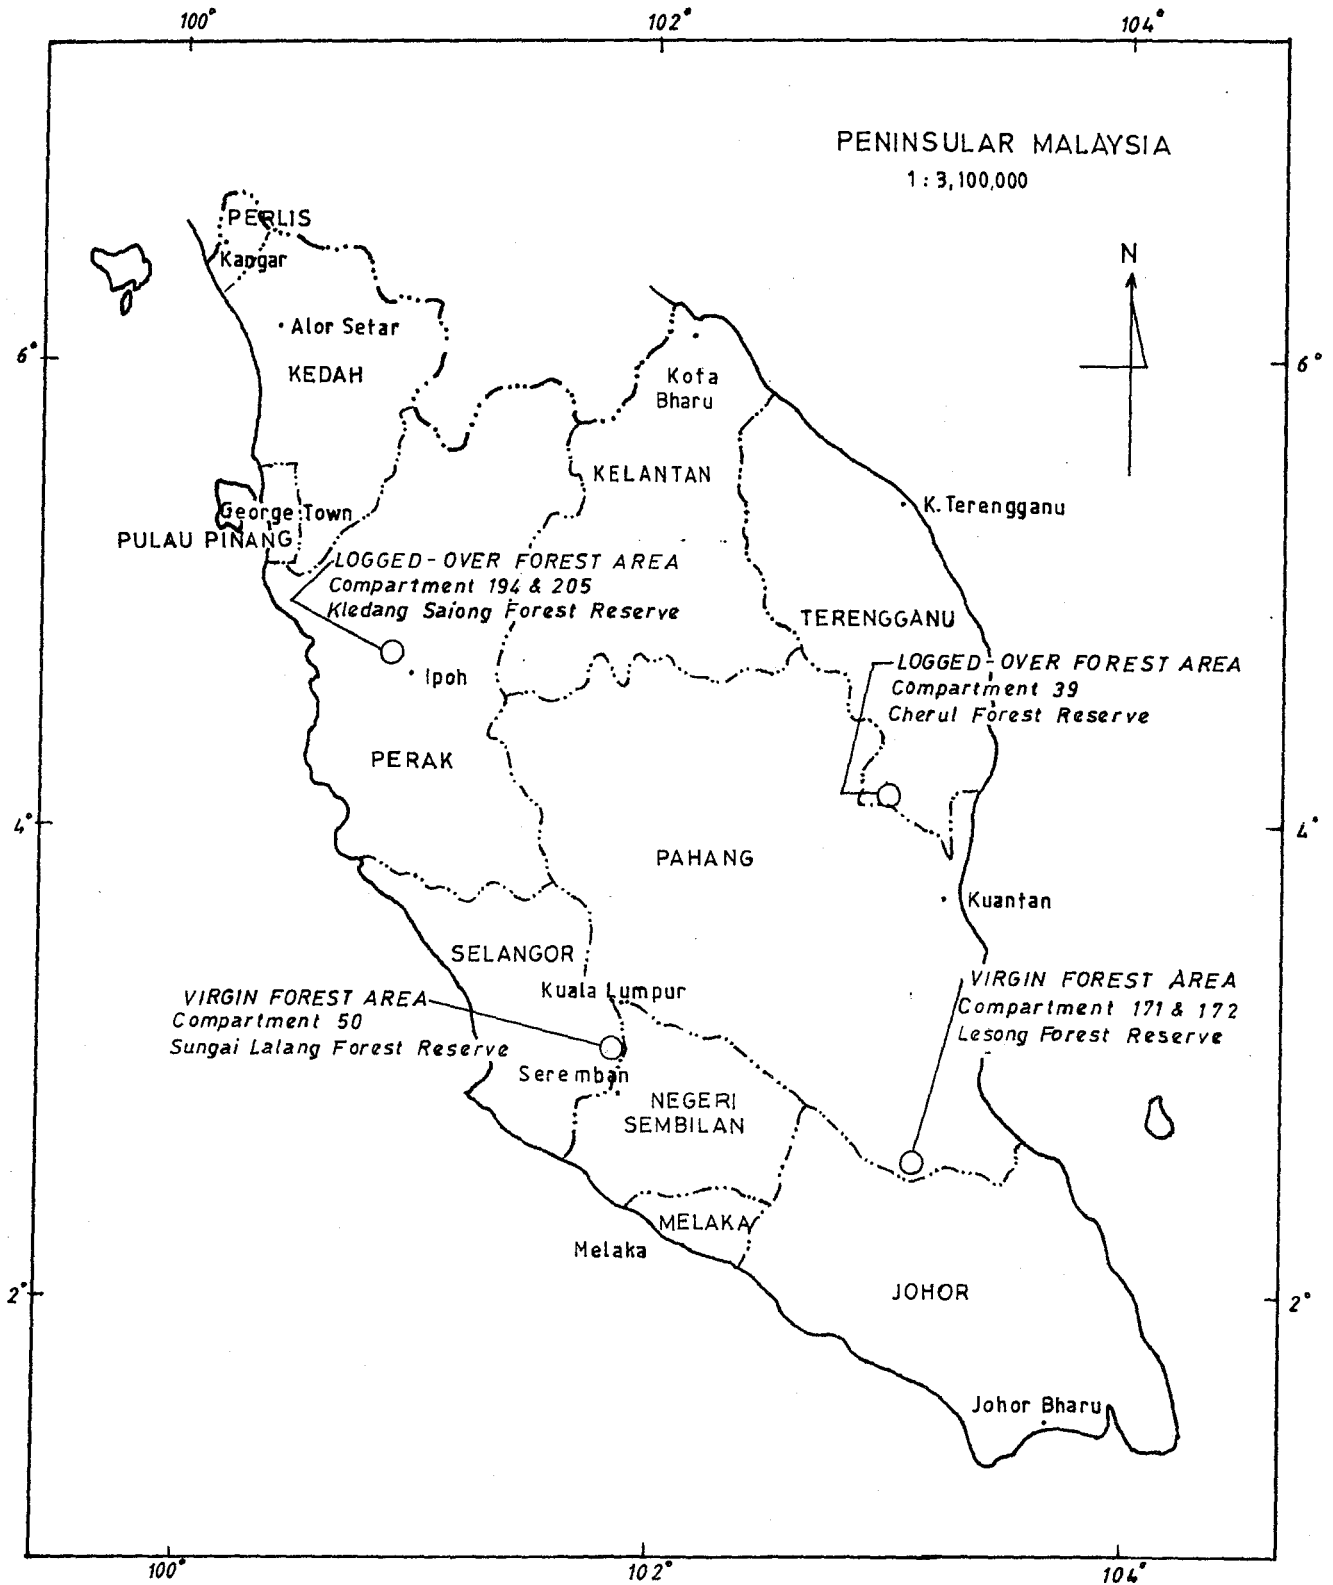 100°
102°
104°
PENINSULAR MALAYSIA
1 : 3,100,000
N
PERLIS
Kangar
Alor Setar
6°
6°
KEDAH
Kota
Bharu
KELANTAN
K. Terengganu
George Town
PULAU PINANG
LOGGED-OVER FOREST AREA
Compartment 194 & 205
Kledang Saiong Forest Reserve
TERENGGANU
LOGGED-OVER FOREST AREA
Compartment 39
Cherul Forest Reserve
Ipoh
PERAK
4°
4°
PAHANG
Kuantan
SELANGOR
Kuala Lumpur
VIRGIN FOREST AREA
Compartment 171 & 172
Lesong Forest Reserve
VIRGIN FOREST AREA
Compartment 50
Sungai Lalang Forest Reserve
Seremban
NEGERI
SEMBILAN
MELAKA
Melaka
JOHOR
2°
2°
Johor Bharu
100°
102°
104°